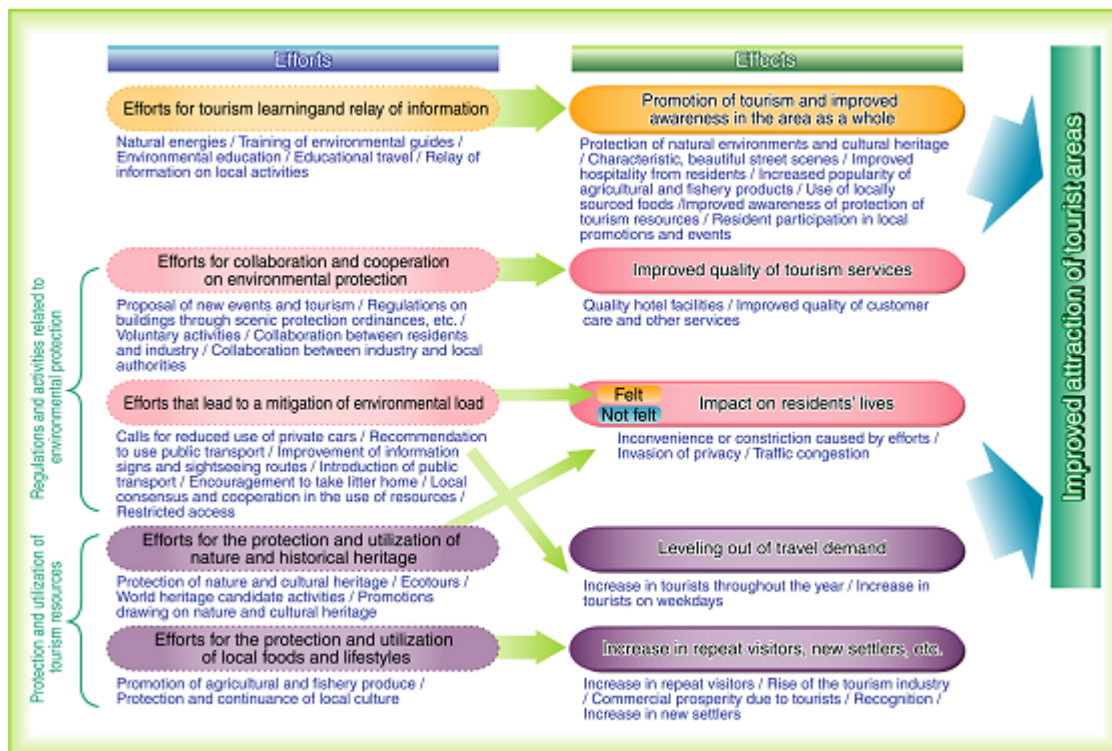 Efforts
Effects
Efforts for tourism learningand relay of information
Natural energies / Training of environmental guides /
Environmental education / Educational travel / Relay of
information on local activities
Promotion of tourism and improved
awareness in the area as a whole
Protection of natural environments and cultural heritage
/ Characteristic, beautiful street scenes / Improved
hospitality from residents / Increased popularity of
agricultural and fishery products / Use of locally
sourced foods /Improved awareness of protection of
tourism resources / Resident participation in local
promotions and events
Regulations and activities related to
environmental protection
Efforts for collaboration and cooperation
on environmental protection
Proposal of new events and tourism / Regulations on
buildings through scenic protection ordinances, etc. /
Voluntary activities / Collaboration between residents
and industry / Collaboration between industry and local
authorities
Improved quality of tourism services
Quality hotel facilities / Improved quality of customer
care and other services
Efforts that lead to a mitigation of environmental load
Calls for reduced use of private cars / Recommendation
to use public transport / Improvement of information
signs and sightseeing routes / Introduction of public
transport / Encouragement to take litter home / Local
consensus and cooperation in the use of resources /
Restricted access
Felt
Not felt
Impact on residents' lives
Inconvenience or constriction caused by efforts /
Invasion of privacy / Traffic congestion
Protection and utilization of
tourism resources
Efforts for the protection and utilization of
nature and historical heritage
Protection of nature and cultural heritage / Ecotours /
World heritage candidate activities / Promotions
drawing on nature and cultural heritage
Leveling out of travel demand
Increase in tourists throughout the year / Increase in
tourists on weekdays
Efforts for the protection and utilization
of local foods and lifestyles
Promotion of agricultural and fishery produce /
Protection and continuance of local culture
Increase in repeat visitors, new settlers, etc.
Increase in repeat visitors / Rise of the tourism industry
/ Commercial prosperity due to tourists / Recognition /
Increase in new settlers
Improved attraction of tourist areas